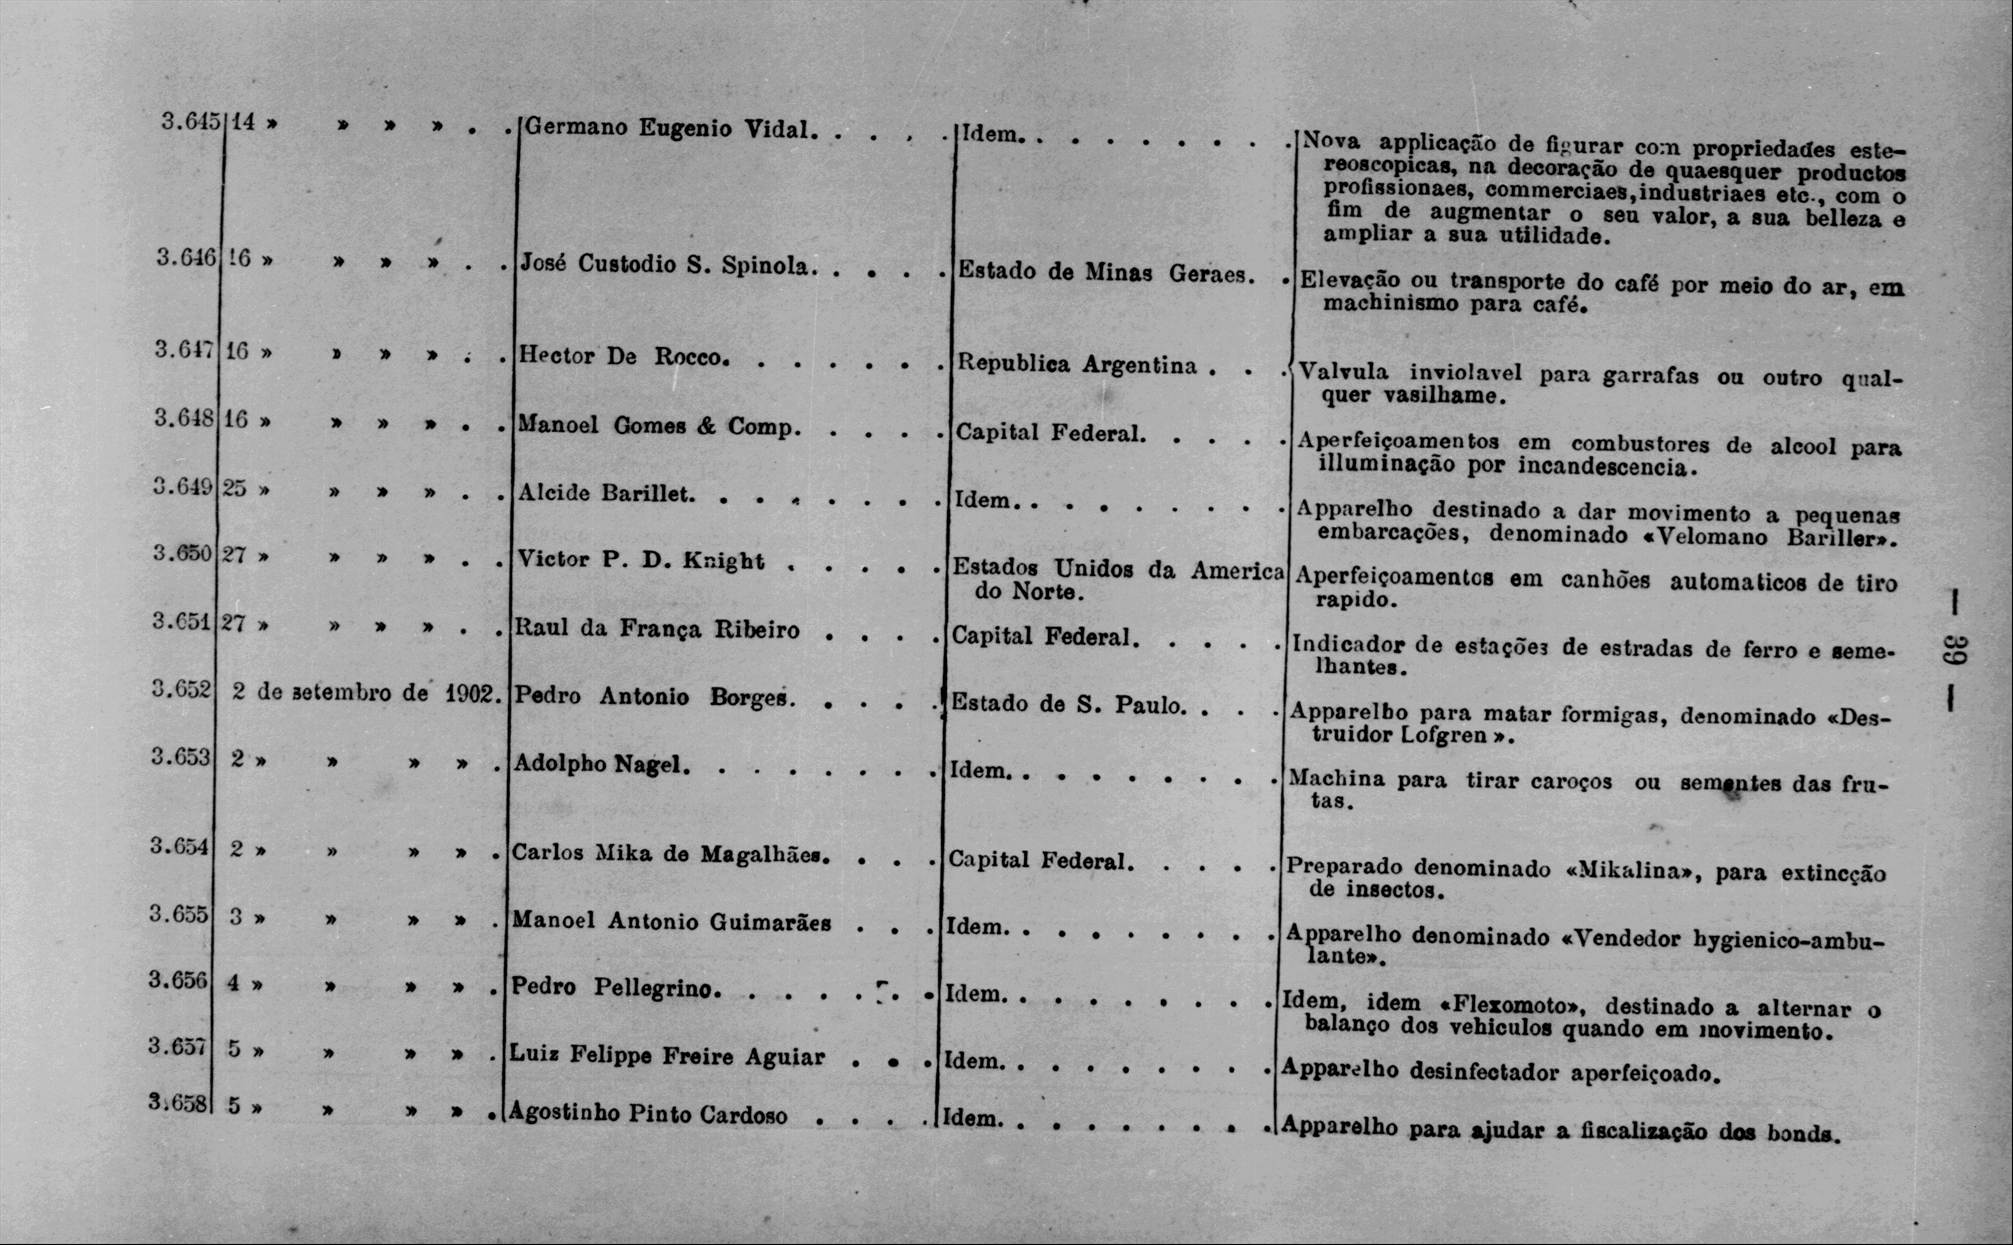 3.645 14 » » » » . . Germano Eugenio Vidal. . . . . Idem. . . . . . . . . Nova applicação de figurar com propriedades este-
reoscopicas, na decoração de quaesquer productos
profissionaes, commerciaes, industriaes etc., com o
fim de augmentar o seu valor, a sua belleza e
ampliar a sua utilidade.
3.646 16 » » » » . . José Custodio S. Spinola. . . . . Estado de Minas Geraes. . Elevação ou transporte do café por meio do ar, em
machinismo para café.
3.647 16 » » » » . . Hector De Rocco. . . . . . . Republica Argentina . . . Valvula inviolavel para garrafas ou outro qual-
quer vasilhame.
3.648 16 » » » » . . Manoel Gomes & Comp. . . . . Capital Federal. . . . . Aperfeiçoamentos em combustores de alcool para
illuminação por incandescencia.
3.649 25 » » » » . . Alcide Barillet. . . . . . . . Idem. . . . . . . . . Apparelho destinado a dar movimento a pequenas
embarcações, denominado «Velomano Bariller».
3.650 27 » » » » . . Victor P. D. Knight . . . . . Estados Unidos da America Aperfeiçoamentos em canhões automaticos de tiro
do Norte. rapido.
3.651 27 » » » » . . Raul da França Ribeiro . . . . Capital Federal. . . . . Indicador de estações de estradas de ferro e seme-
lhantes.
3.652 2 de setembro de 1902. Pedro Antonio Borges. . . . . Estado de S. Paulo. . . . Apparelho para matar formigas, denominado «Des-
truidor Lofgren».
3.653 2 » » » » . Adolpho Nagel. . . . . . . . Idem. . . . . . . . . Machina para tirar caroços ou sementes das fru-
tas.
3.654 2 » » » » . Carlos Mika de Magalhães. . . . Capital Federal. . . . . Preparado denominado «Mikalina», para extincção
de insectos.
3.655 3 » » » » . Manoel Antonio Guimarães . . . Idem. . . . . . . . . Apparelho denominado «Vendedor hygienico-ambu-
lante».
3.656 4 » » » » . Pedro Pellegrino. . . . . . . Idem. . . . . . . . . Idem, idem «Flexomoto», destinado a alternar o
balanço dos vehiculos quando em movimento.
3.657 5 » » » » . Luiz Felippe Freire Aguiar . . . Idem. . . . . . . . . Apparelho desinfectador aperfeiçoado.
3.658 5 » » » » . Agostinho Pinto Cardoso . . . . Idem. . . . . . . . . Apparelho para ajudar a fiscalização dos bonds.
— 39 —